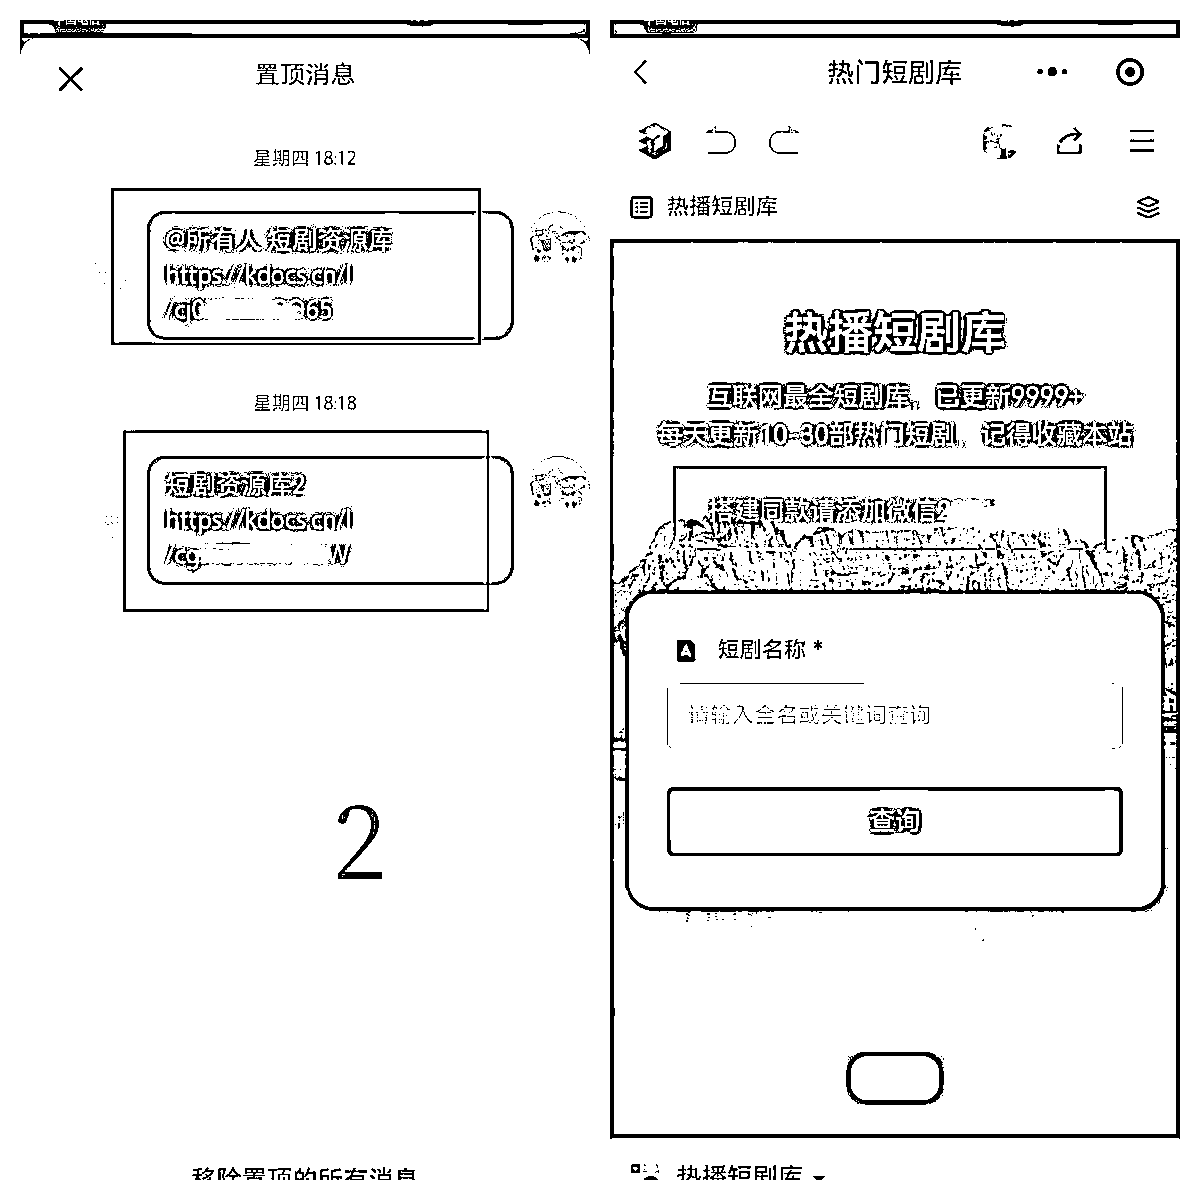 置顶消息
星期四 18:12
@所有人 短剧资源库
https://kdocs.cn/l
星期四 18:18
短剧资源库2
https://kdocs.cn/l
2
移除置顶的所有消息
热门短剧库
热播短剧库
热播短剧库
互联网最全短剧库，已更新9999+
每天更新10-30部热门短剧，记得收藏本站
搭建同款请添加微信2
短剧名称 *
请输入全名或关键词查询
查询
热播短剧库